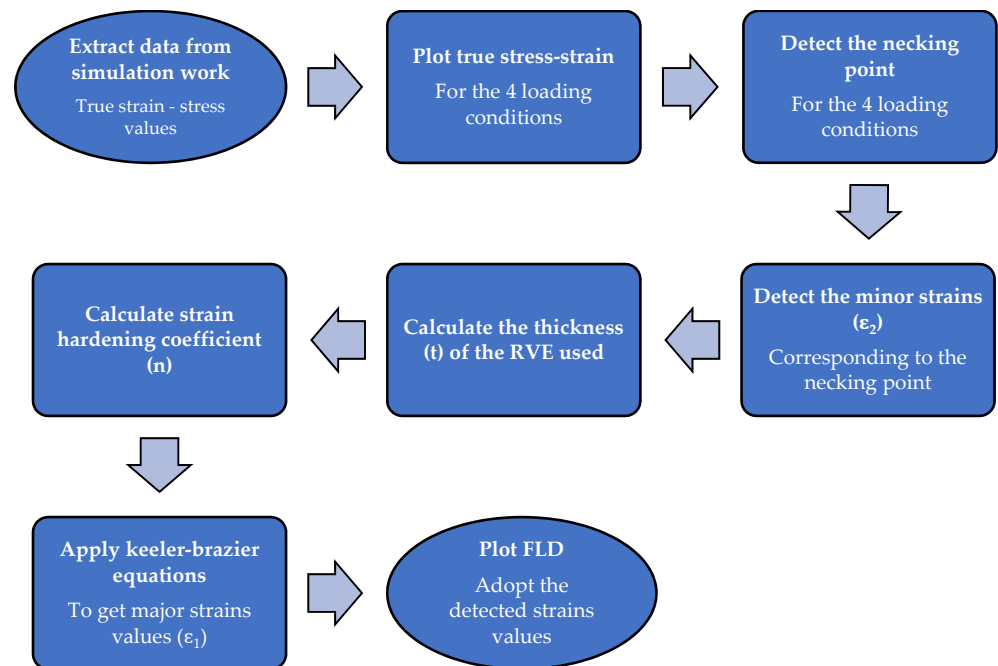 Extract data from
simulation work
True strain - stress
values
Plot true stress-strain
For the 4 loading
conditions
Detect the necking
point
For the 4 loading
conditions
Detect the minor strains
(ε₂)
Corresponding to the
necking point
Calculate the thickness
(t) of the RVE used
Calculate strain
hardening coefficient
(n)
Apply keeler-brazier
equations
To get major strains
values (ε₁)
Plot FLD
Adopt the
detected strains
values